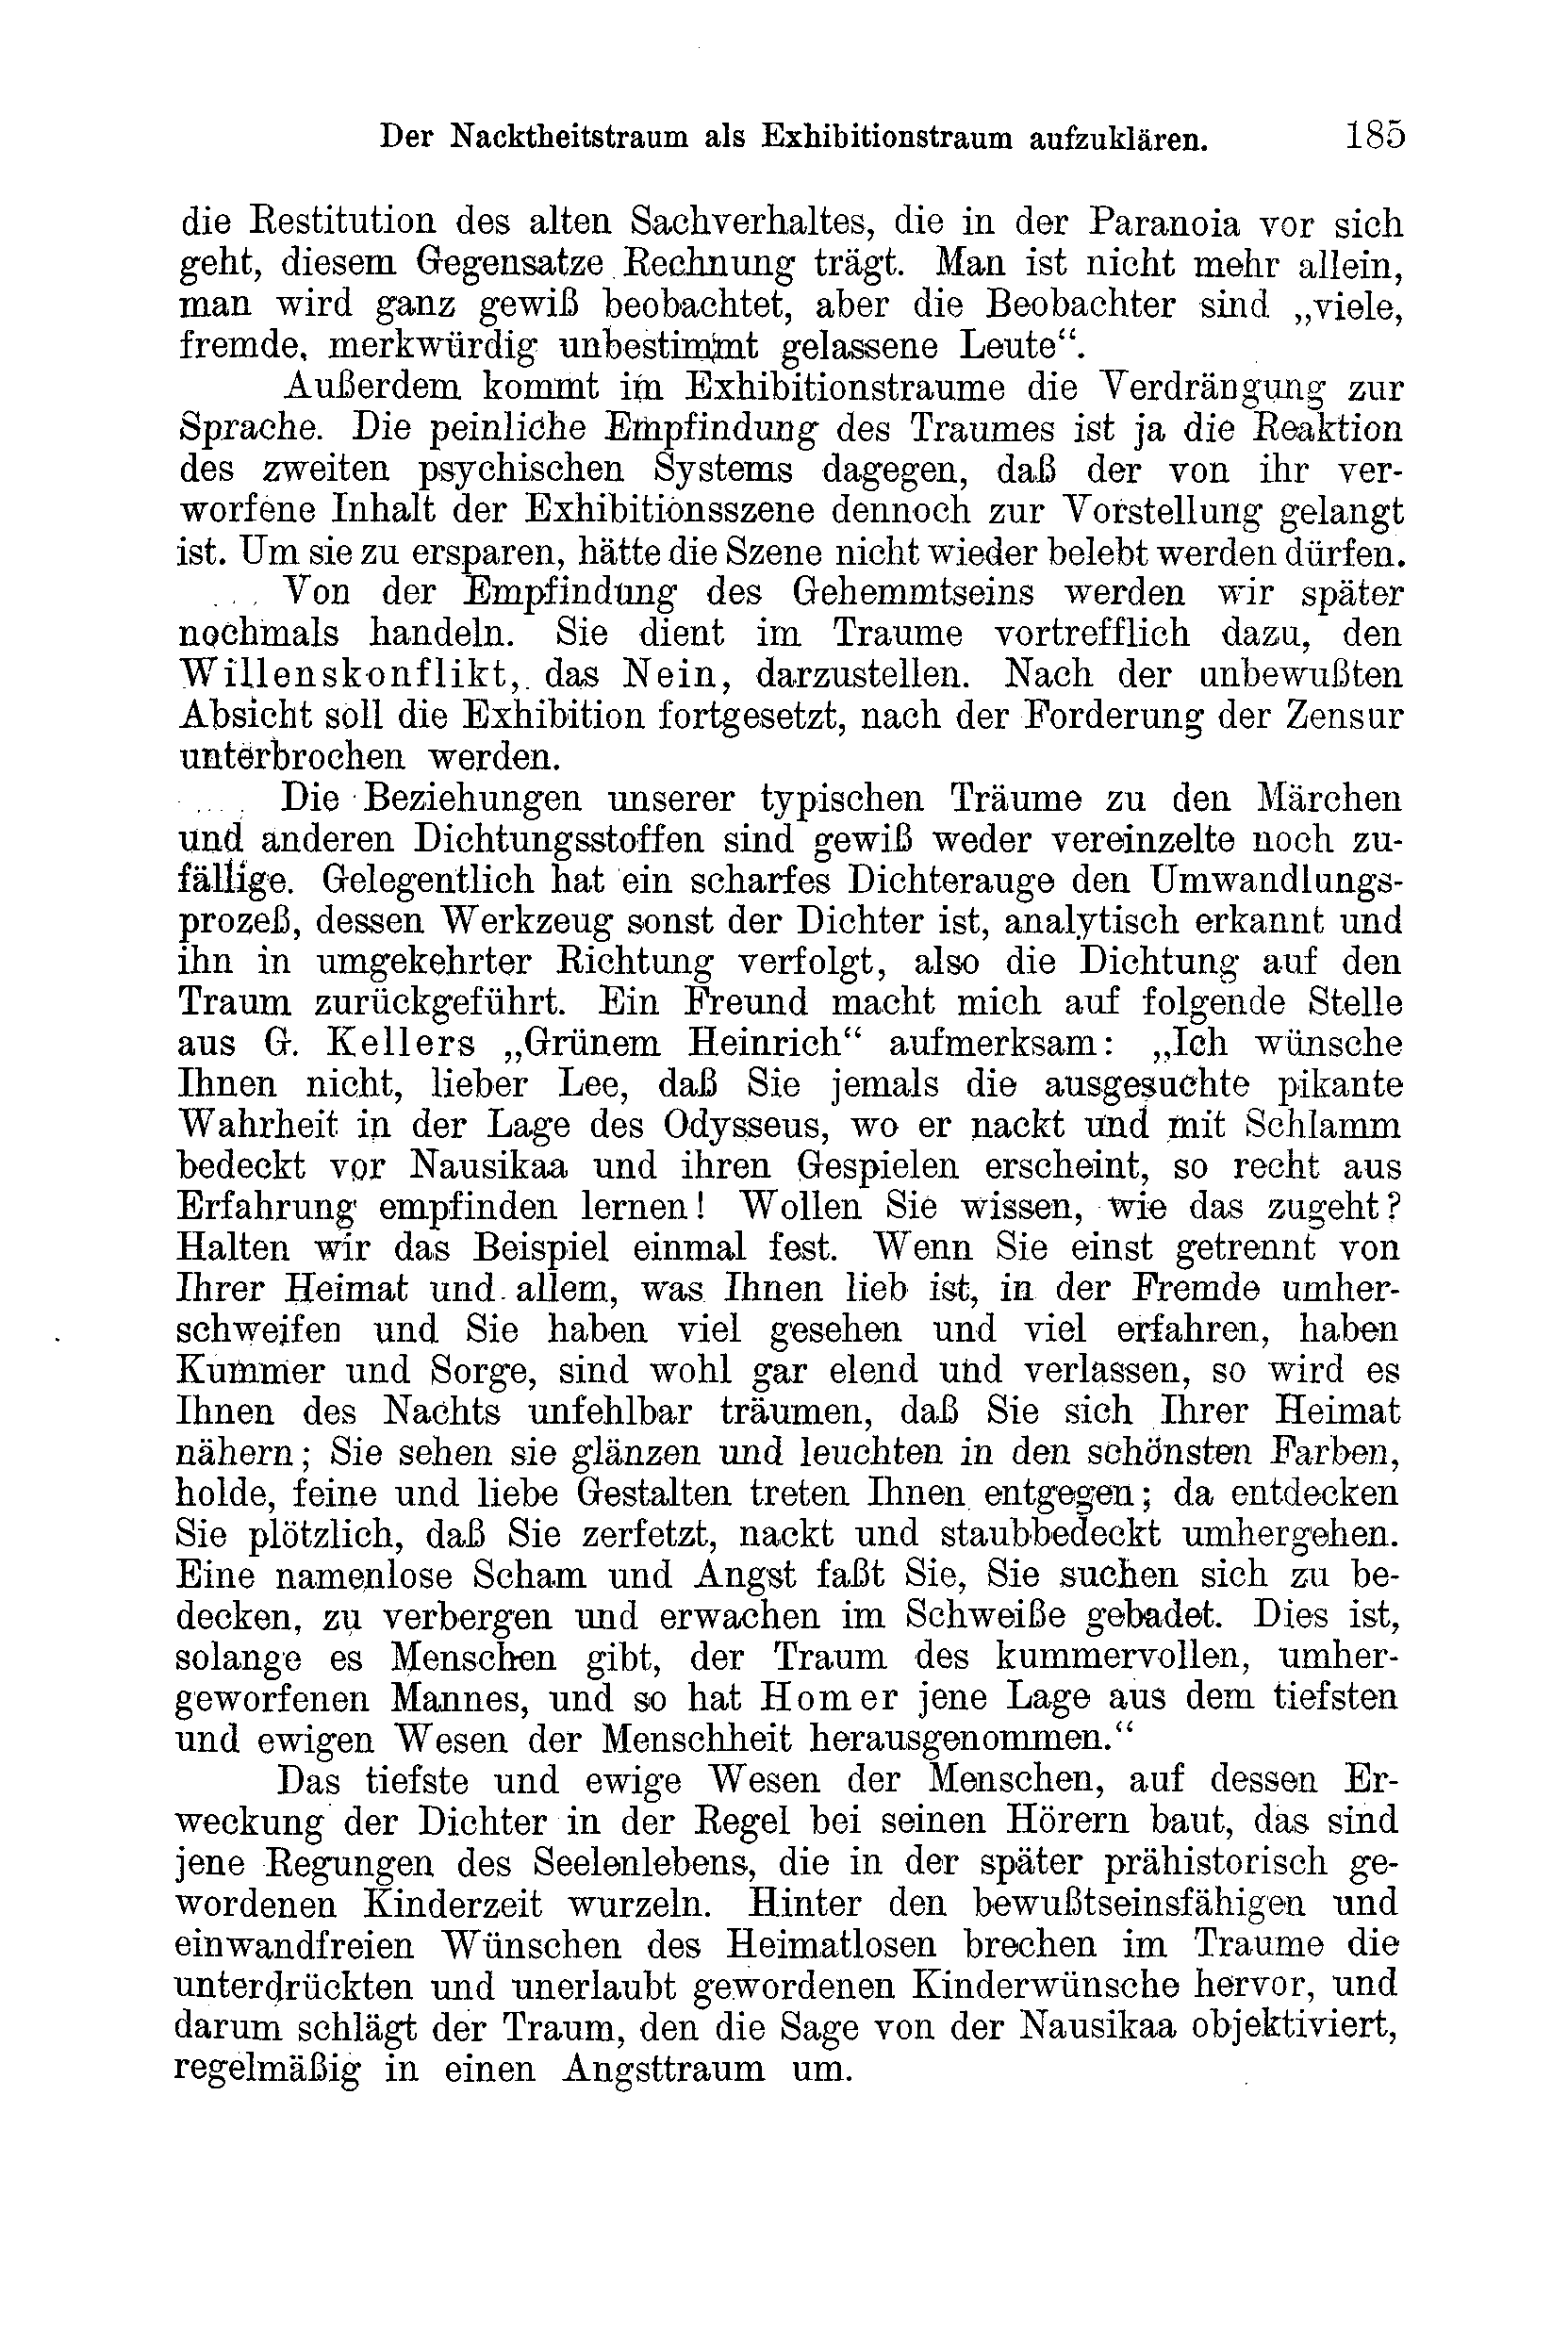 Der Nacktheitstraum als Exhibitionstraum aufzuklären. 185
die Restitution des alten Sachverhaltes, die in der Paranoia vor sich
geht, diesem Gegensatze Rechnung trägt. Man ist nicht mehr allein,
man wird ganz gewiß beobachtet, aber die Beobachter sind „viele,
fremde, merkwürdig unbestimmt gelassene Leute“.
Außerdem kommt im Exhibitionstraume die Verdrängung zur
Sprache. Die peinliche Empfindung des Traumes ist ja die Reaktion
des zweiten psychischen Systems dagegen, daß der von ihr ver-
worfene Inhalt der Exhibitionsszene dennoch zur Vorstellung gelangt
ist. Um sie zu ersparen, hätte die Szene nicht wieder belebt werden dürfen.
Von der Empfindung des Gehemmtseins werden wir später
nochmals handeln. Sie dient im Traume vortrefflich dazu, den
Willenskonflikt, das Nein, darzustellen. Nach der unbewußten
Absicht soll die Exhibition fortgesetzt, nach der Forderung der Zensur
unterbrochen werden.
Die Beziehungen unserer typischen Träume zu den Märchen
und anderen Dichtungsstoffen sind gewiß weder vereinzelte noch zu-
fällige. Gelegentlich hat ein scharfes Dichterauge den Umwandlungs-
prozeß, dessen Werkzeug sonst der Dichter ist, analytisch erkannt und
ihn in umgekehrter Richtung verfolgt, also die Dichtung auf den
Traum zurückgeführt. Ein Freund macht mich auf folgende Stelle
aus G. Kellers „Grünem Heinrich“ aufmerksam: „Ich wünsche
Ihnen nicht, lieber Lee, daß Sie jemals die ausgesuchte pikante
Wahrheit in der Lage des Odysseus, wo er nackt und mit Schlamm
bedeckt vor Nausikaa und ihren Gespielen erscheint, so recht aus
Erfahrung empfinden lernen! Wollen Sie wissen, wie das zugeht?
Halten wir das Beispiel einmal fest. Wenn Sie einst getrennt von
Ihrer Heimat und allem, was Ihnen lieb ist, in der Fremde umher-
schweifen und Sie haben viel gesehen und viel erfahren, haben
Kummer und Sorge, sind wohl gar elend und verlassen, so wird es
Ihnen des Nachts unfehlbar träumen, daß Sie sich Ihrer Heimat
nähern; Sie sehen sie glänzen und leuchten in den schönsten Farben,
holde, feine und liebe Gestalten treten Ihnen entgegen; da entdecken
Sie plötzlich, daß Sie zerfetzt, nackt und staubbedeckt umhergehen.
Eine namenlose Scham und Angst faßt Sie, Sie suchen sich zu be-
decken, zu verbergen und erwachen im Schweiße gebadet. Dies ist,
solange es Menschen gibt, der Traum des kummervollen, umher-
geworfenen Mannes, und so hat Homer jene Lage aus dem tiefsten
und ewigen Wesen der Menschheit herausgenommen.“
Das tiefste und ewige Wesen der Menschen, auf dessen Er-
weckung der Dichter in der Regel bei seinen Hörern baut, das sind
jene Regungen des Seelenlebens, die in der später prähistorisch ge-
wordenen Kinderzeit wurzeln. Hinter den bewußtseinsfähigen und
einwandfreien Wünschen des Heimatlosen brechen im Traume die
unterdrückten und unerlaubt gewordenen Kinderwünsche hervor, und
darum schlägt der Traum, den die Sage von der Nausikaa objektiviert,
regelmäßig in einen Angsttraum um.